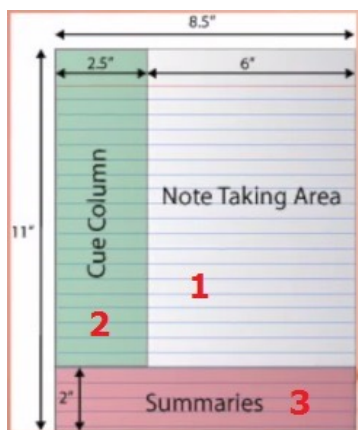 8.5"
2.5" 6"
11"
Cue Column
Note Taking Area
1
2
2"
Summaries 3